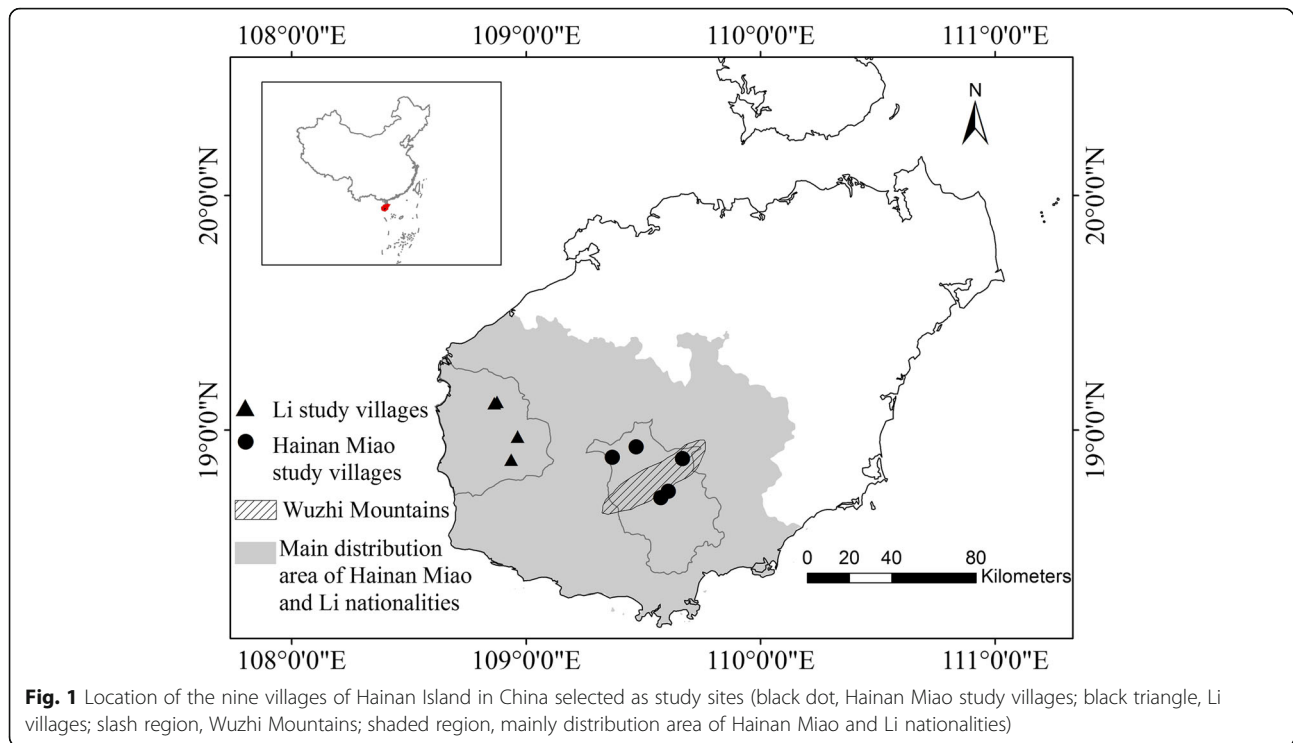 108°0'0"E 109°0'0"E 110°0'0"E 111°0'0"E
N
20°0'0"N 20°0'0"N
19°0'0"N 19°0'0"N
Li study villages
Hainan Miao
study villages
Wuzhi Mountains
Main distribution
area of Hainan Miao
and Li nationalities
0 20 40 80
Kilometers
108°0'0"E 109°0'0"E 110°0'0"E 111°0'0"E
Fig. 1 Location of the nine villages of Hainan Island in China selected as study sites (black dot, Hainan Miao study villages; black triangle, Li
villages; slash region, Wuzhi Mountains; shaded region, mainly distribution area of Hainan Miao and Li nationalities)